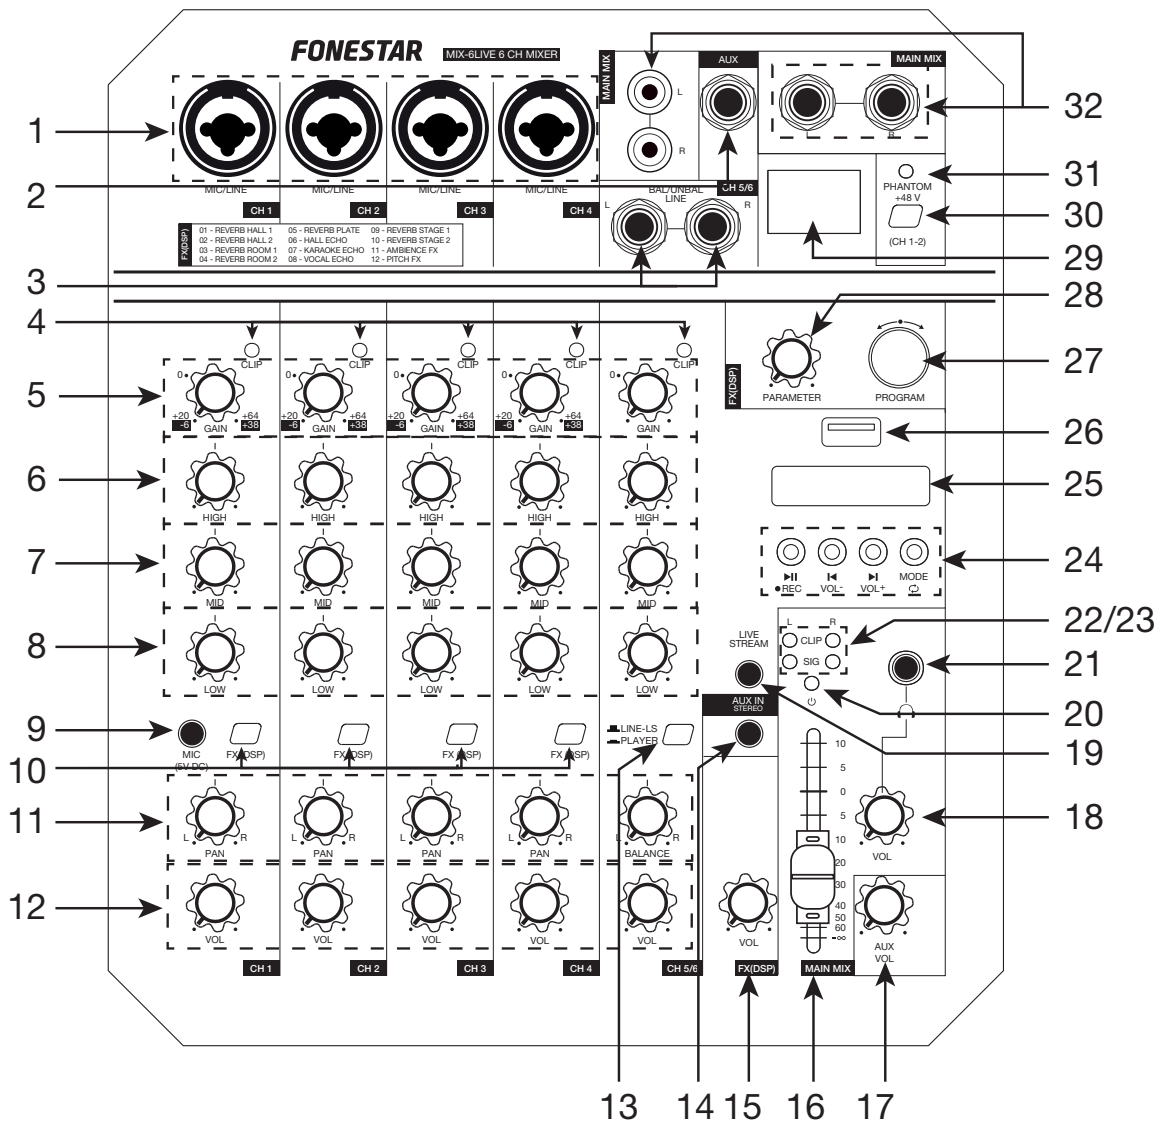 FONESTAR MIX-6LIVE 6 CH MIXER
MAIN MIX
L
R
AUX
MAIN MIX
L R
1
2
MIC/LINE MIC/LINE MIC/LINE MIC/LINE
CH 1 CH 2 CH 3 CH 4
BAL/UNBAL
LINE
CH 5/6
L R
32
PHANTOM
+48 V
(CH 1-2)
31
30
29
FX(DSP)
01 - REVERB HALL 1 05 - REVERB PLATE 09 - REVERB STAGE 1
02 - REVERB HALL 2 06 - HALL ECHO 10 - REVERB STAGE 2
03 - REVERB ROOM 1 07 - KARAOKE ECHO 11 - AMBIENCE FX
04 - REVERB ROOM 2 08 - VOCAL ECHO 12 - PITCH FX
3
28
4
CLIP CLIP CLIP CLIP CLIP
5
0 0 0 0 0
+20 +64 +20 +64 +20 +64 +20 +64
-6 GAIN +38 -6 GAIN +38 -6 GAIN +38 -6 GAIN +38 GAIN
FX(DSP)
PARAMETER PROGRAM
27
26
6
HIGH HIGH HIGH HIGH HIGH
25
7
MID MID MID MID MID
24
VOL- VOL+ MODE
REC
8
LOW LOW LOW LOW LOW
LIVE
STREAM
L R
CLIP
SIG
22/23
21
20
9
MIC
(5V DC)
FX(DSP) FX(DSP) FX(DSP) FX(DSP)
LINE-LS
PLAYER
AUX IN
STEREO
19
10
11
L R L R L R L R L R
PAN PAN PAN PAN BALANCE
10
5
0
5
10
20
30
40
50
60
-∞
VOL
18
12
VOL VOL VOL VOL VOL
VOL
AUX
VOL
CH 1 CH 2 CH 3 CH 4 CH 5/6 FX(DSP) MAIN MIX
13 14 15 16 17